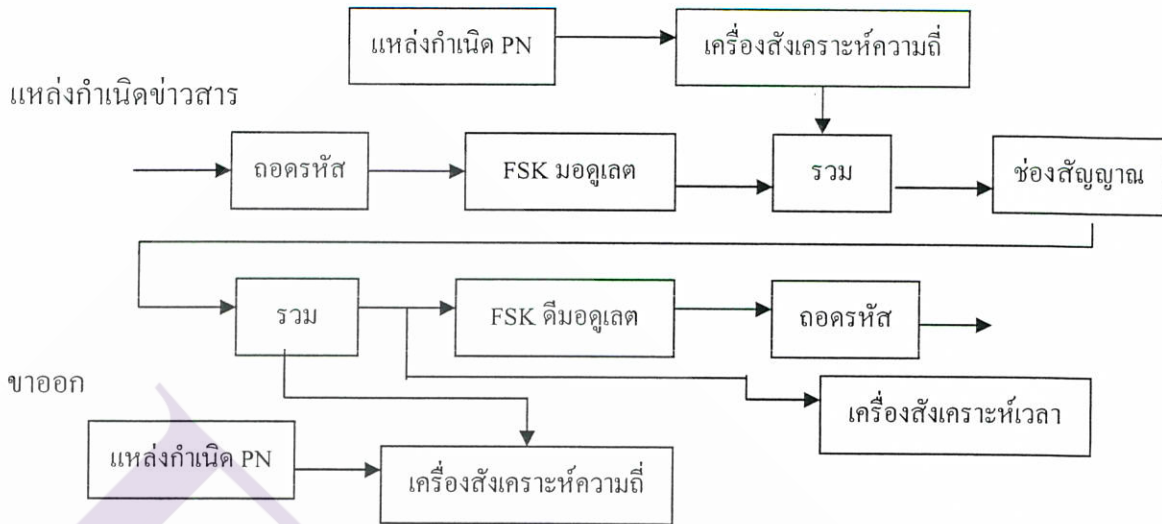 แหล่งกำเนิด PN
เครื่องสังเคราะห์ความถี่
แหล่งกำเนิดข่าวสาร
ถอดรหัส
FSK มอดูเลต
รวม
ช่องสัญญาณ
รวม
FSK ดีมอดูเลต
ถอดรหัส
ขาออก
เครื่องสังเคราะห์เวลา
แหล่งกำเนิด PN
เครื่องสังเคราะห์ความถี่